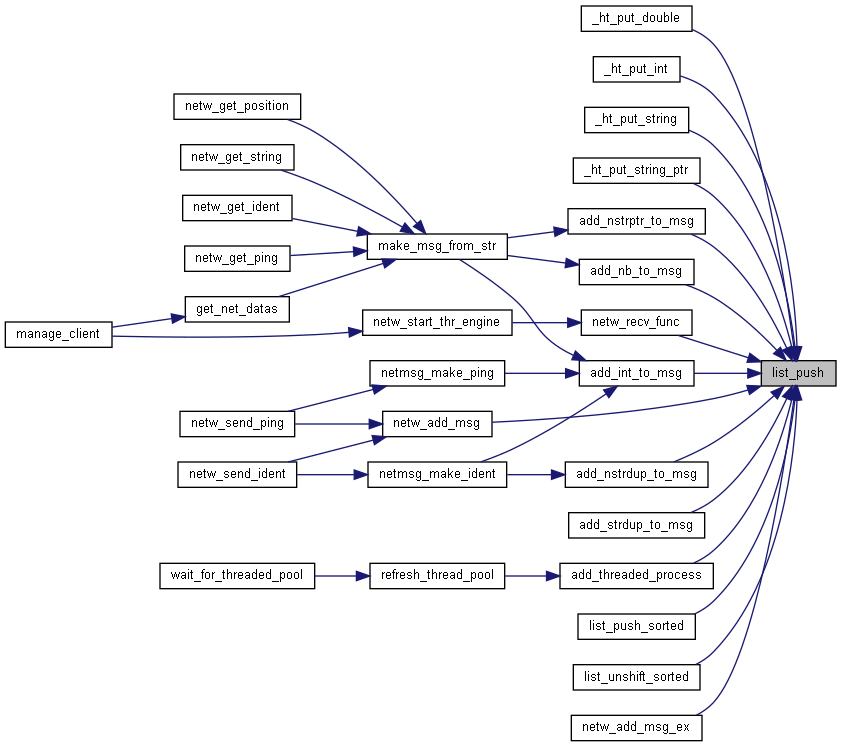 _ht_put_double
_ht_put_int
netw_get_position
_ht_put_string
netw_get_string
_ht_put_string_ptr
netw_get_ident
add_nstrptr_to_msg
make_msg_from_str
netw_get_ping
add_nb_to_msg
get_net_datas
manage_client
netw_start_thr_engine
netw_recv_func
netmsg_make_ping
add_int_to_msg
list_push
netw_send_ping
netw_add_msg
netw_send_ident
netmsg_make_ident
add_nstrdup_to_msg
add_strdup_to_msg
wait_for_threaded_pool
refresh_thread_pool
add_threaded_process
list_push_sorted
list_unshift_sorted
netw_add_msg_ex